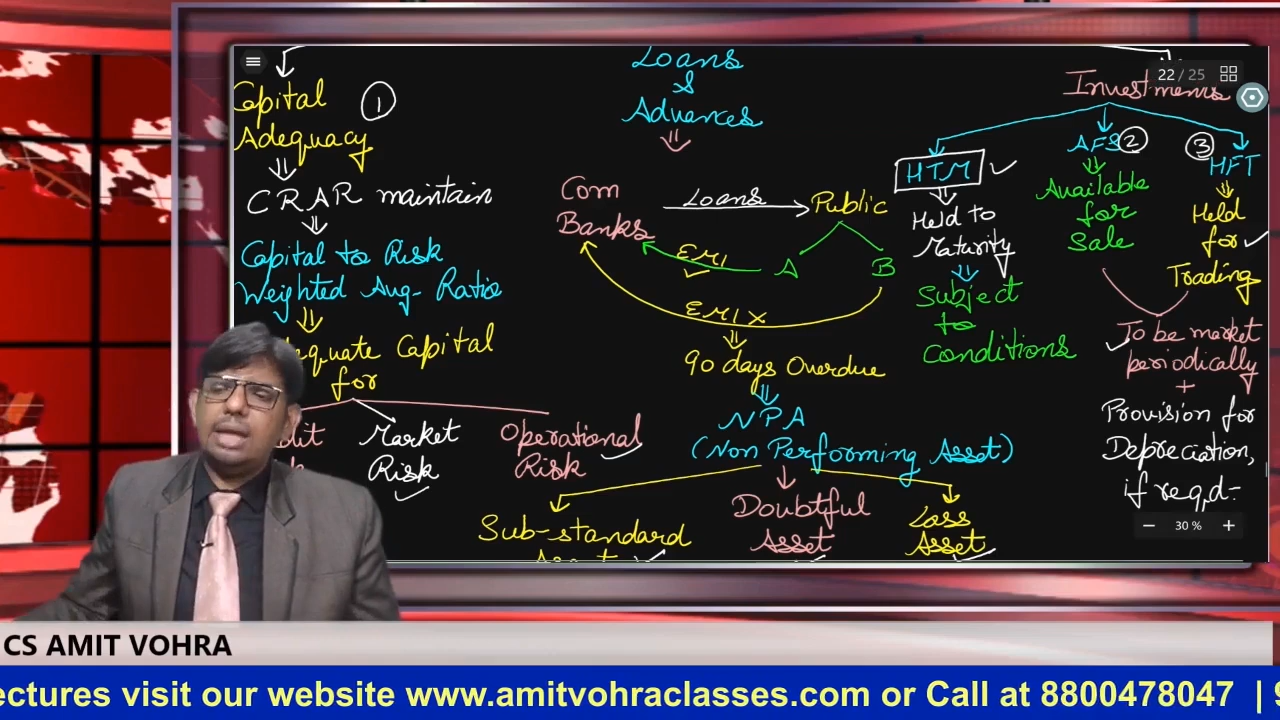 22 / 25
Capital
Adequacy
①
CRAR maintain
Capital to Risk
Weighted Aug- Ratio
equate Capital
for
Market
Risk
Operational
Risk
Loans
&
Advances
Com
Banks
Loans
Public
EMI
A
B
EMI X
90 days Overdue
NPA
(Non Performing Asset)
Sub-standard
Doubtful
Asset
Loss
Asset
Investments
HTM
Held to
Maturity
Subject
to
Conditions
AFS ②
Available
for
Sale
③ HFT
Held
for
Trading
To be market
periodically
+
Provision for
Depreciation,
if reqd-
− 30 % +
CS AMIT VOHRA
ectures visit our website www.amitvohraclasses.com or Call at 8800478047 |